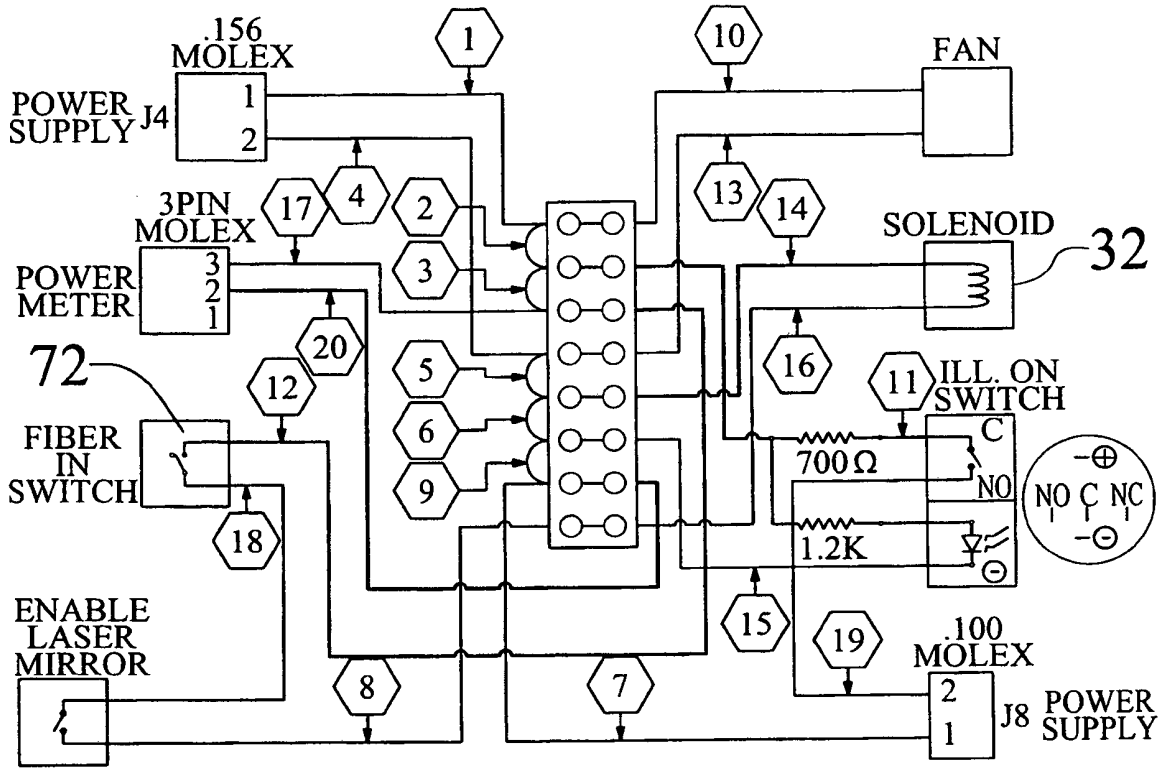 .156
MOLEX
POWER
SUPPLY
J4
1
2
1
4
10
FAN
13
3PIN
MOLEX
POWER
METER
3
2
1
17
20
2
3
14
SOLENOID
32
16
72
FIBER
IN
SWITCH
12
18
5
6
9
11
ILL. ON
SWITCH
C
NO
700Ω
1.2K
NO C NC
15
ENABLE
LASER
MIRROR
8
7
19
.100
MOLEX
2
1
J8
POWER
SUPPLY